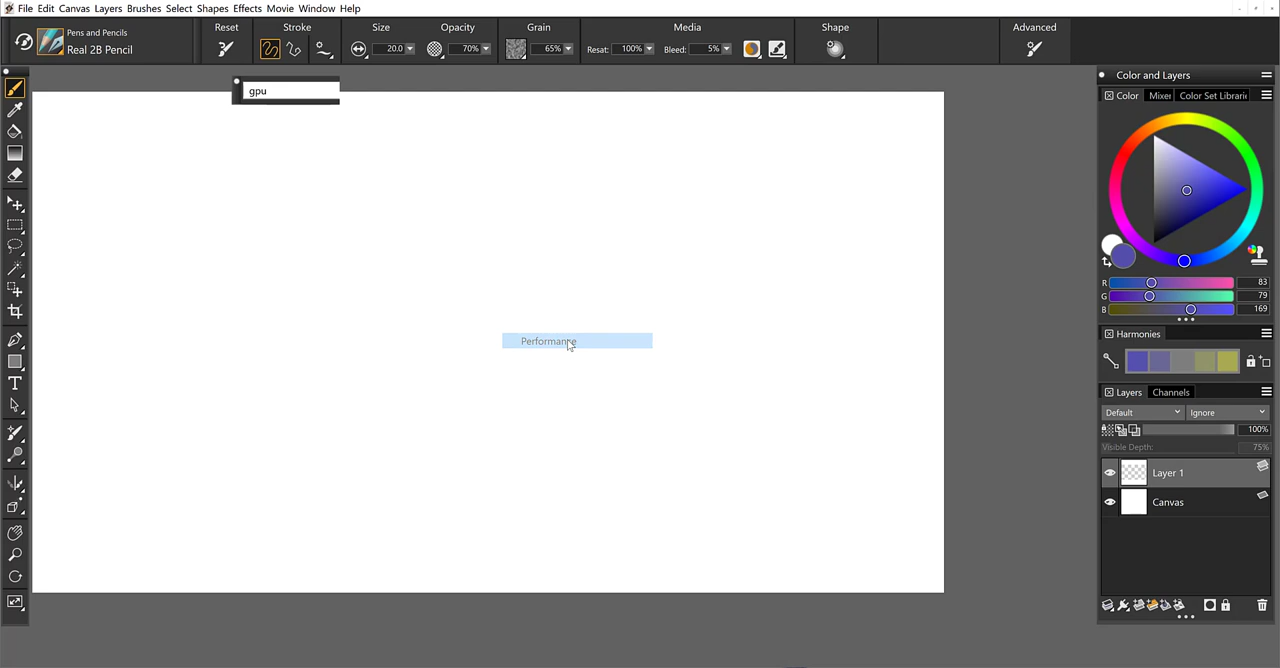 File Edit Canvas Layers Brushes Select Shapes Effects Movie Window Help
Pens and Pencils
Real 2B Pencil
Reset
Stroke
Size
20.0
Opacity
70%
Grain
65%
Media
Resat: 100%
Bleed: 5%
Shape
Advanced
gpu
Performance
Color and Layers
Color Mixer Color Set Librari
R 83
G 79
B 169
Harmonies
Layers Channels
Default Ignore
100%
Visible Depth: 75%
Layer 1
Canvas
T